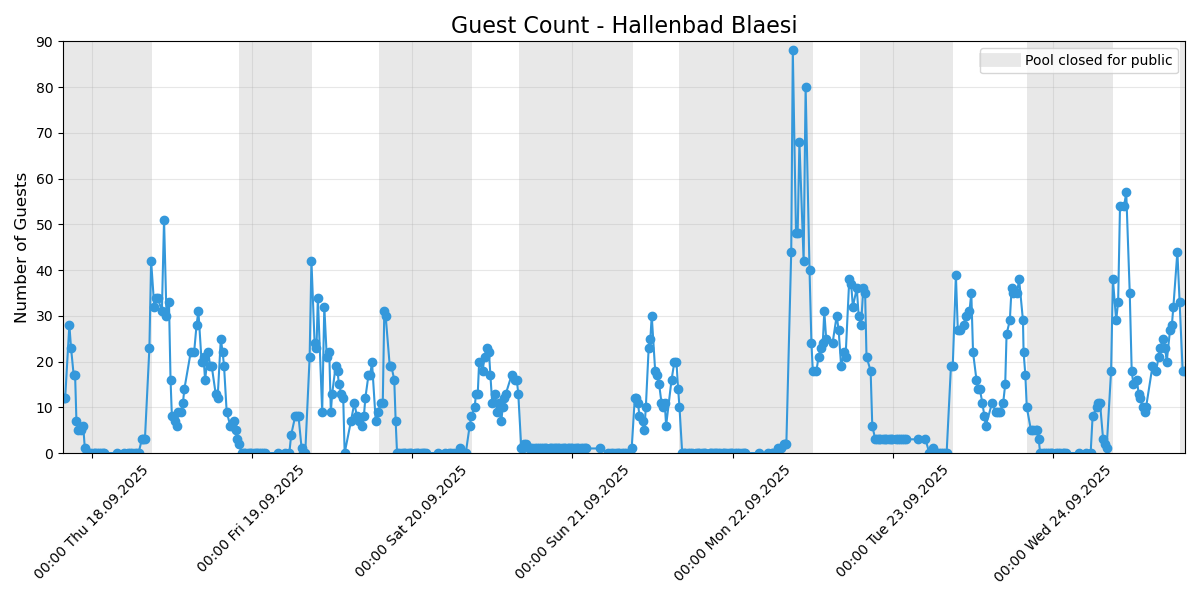 Guest Count - Hallenbad Blaesi
Pool closed for public
Number of Guests
90
80
70
60
50
40
30
20
10
0
00:00 Thu 18.09.2025
00:00 Fri 19.09.2025
00:00 Sat 20.09.2025
00:00 Sun 21.09.2025
00:00 Mon 22.09.2025
00:00 Tue 23.09.2025
00:00 Wed 24.09.2025